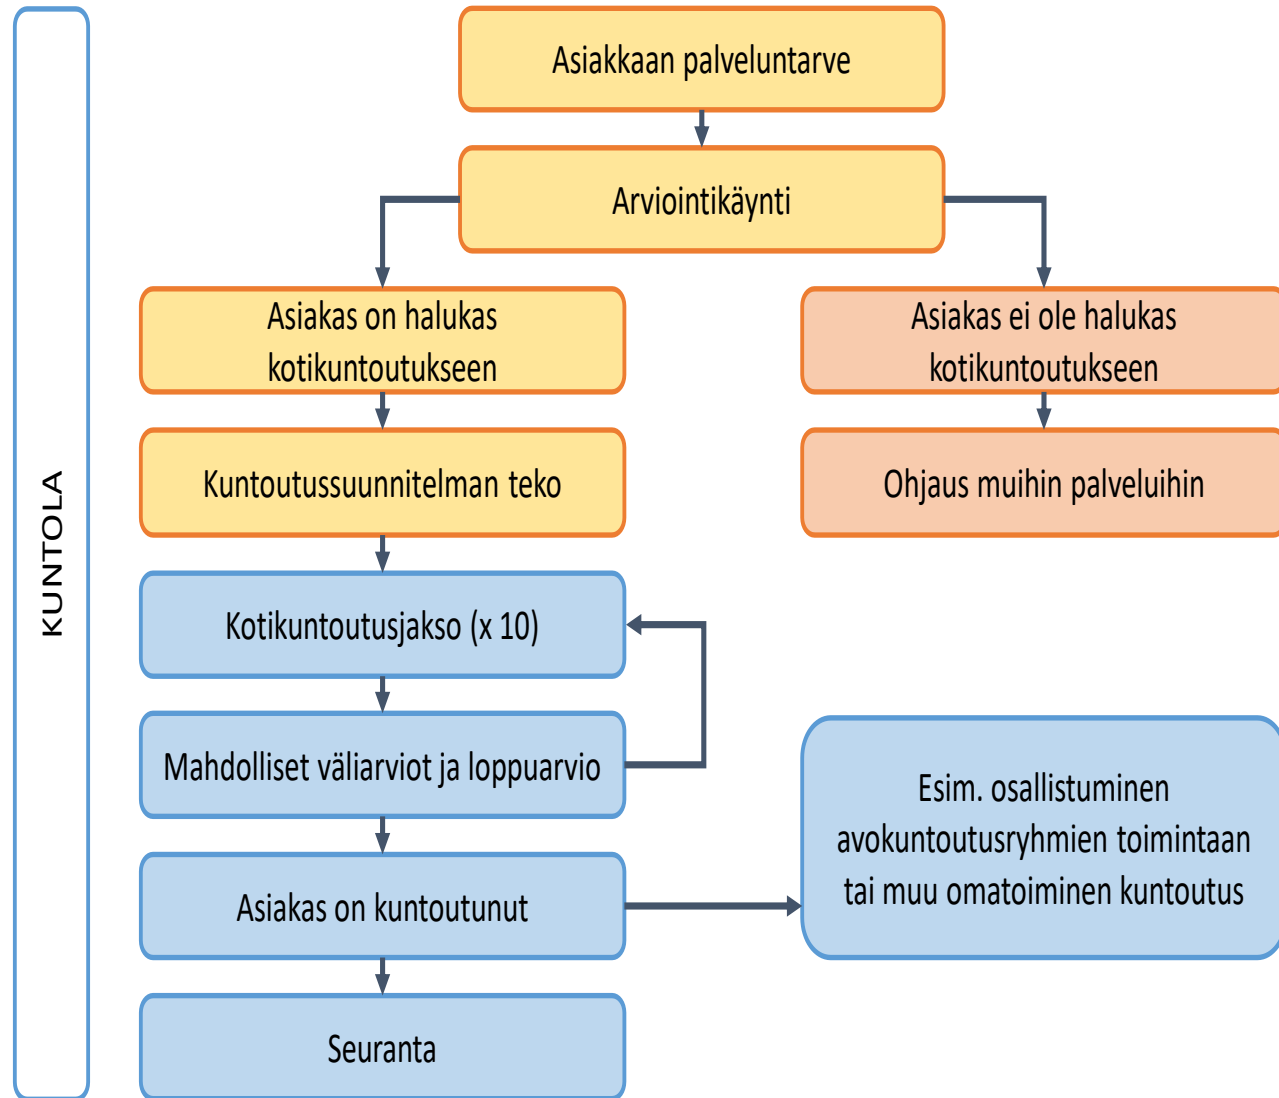 KUNTOLA
Asiakkaan palveluntarve
Arviointikäynti
Asiakas on halukas
kotikuntoutukseen
Asiakas ei ole halukas
kotikuntoutukseen
Kuntoutussuunnitelman teko
Ohjaus muihin palveluihin
Kotikuntoutusjakso (x 10)
Mahdolliset väliarviot ja loppuarvio
Esim. osallistuminen
avokuntoutusryhmien toimintaan
tai muu omatoiminen kuntoutus
Asiakas on kuntoutunut
Seuranta